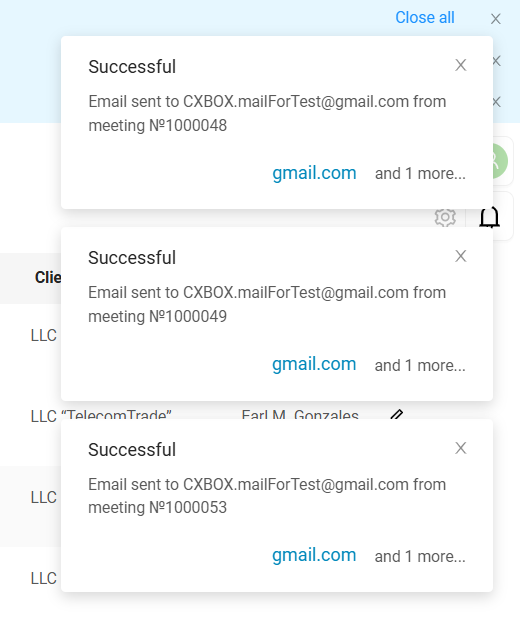 Close all
Successful
Email sent to CXBOX.mailForTest@gmail.com from
meeting №1000048
gmail.com and 1 more...
Successful
Clie
Email sent to CXBOX.mailForTest@gmail.com from
meeting №1000049
LLC
gmail.com and 1 more...
LLC “TelecomTrade” Earl M. Gonzales
Successful
Email sent to CXBOX.mailForTest@gmail.com from
LLC
meeting №1000053
gmail.com and 1 more...
LLC